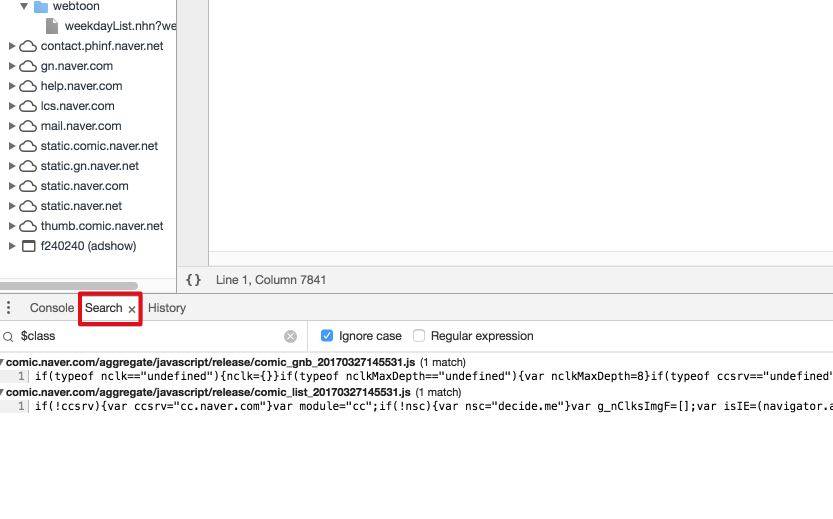 webtoon
weekdayList.nhn?we
contact.phinf.naver.net
gn.naver.com
help.naver.com
lcs.naver.com
mail.naver.com
static.comic.naver.net
static.gn.naver.net
static.naver.com
static.naver.net
thumb.comic.naver.net
f240240 (adshow)
{} Line 1, Column 7841
Console Search × History
$class Ignore case Regular expression
comic.naver.com/aggregate/javascript/release/comic_gnb_20170327145531.js (1 match)
1 if(typeof nclk=="undefined"){nclk={}}if(typeof nclkMaxDepth=="undefined"){var nclkMaxDepth=8}if(typeof ccsrv=="undefined"
comic.naver.com/aggregate/javascript/release/comic_list_20170327145531.js (1 match)
1 if(!ccsrv){var ccsrv="cc.naver.com"}var module="cc";if(!nsc){var nsc="decide.me"}var g_nClksImgF=[];var isIE=(navigator.a